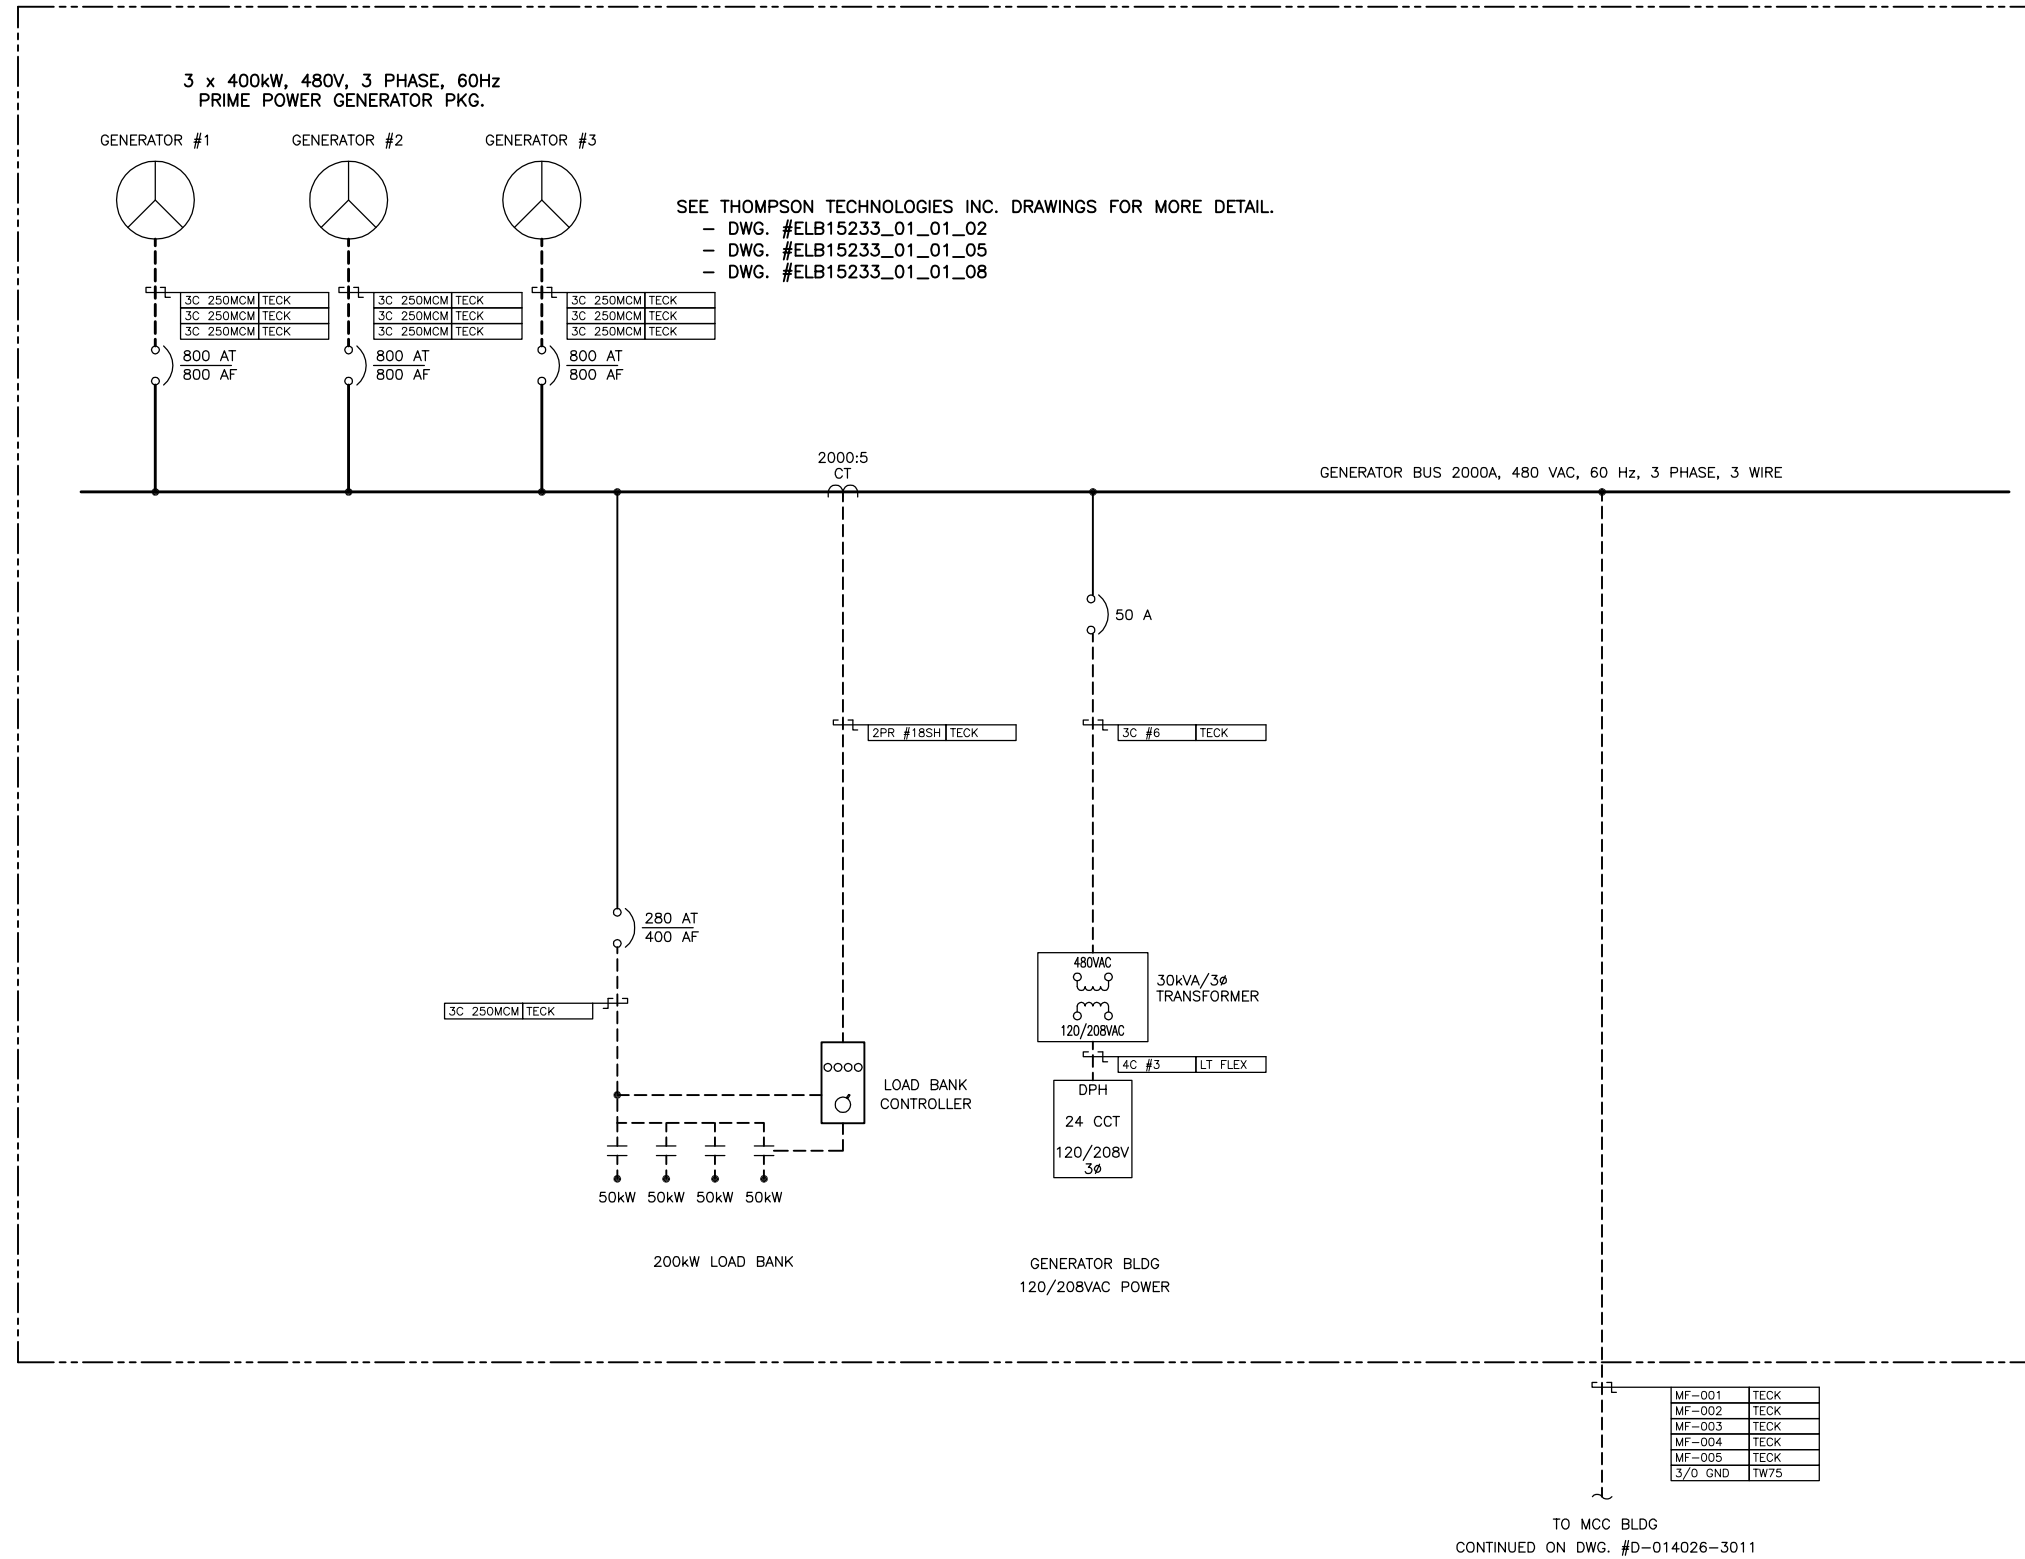 3 x 400kW, 480V, 3 PHASE, 60Hz
PRIME POWER GENERATOR PKG.
GENERATOR #1
GENERATOR #2
GENERATOR #3
SEE THOMPSON TECHNOLOGIES INC. DRAWINGS FOR MORE DETAIL.
- DWG. #ELB15233_01_01_02
- DWG. #ELB15233_01_01_05
- DWG. #ELB15233_01_01_08
3C 250MCM TECK
3C 250MCM TECK
3C 250MCM TECK
3C 250MCM TECK
3C 250MCM TECK
3C 250MCM TECK
3C 250MCM TECK
3C 250MCM TECK
3C 250MCM TECK
800 AT
800 AF
800 AT
800 AF
800 AT
800 AF
2000:5
CT
GENERATOR BUS 2000A, 480 VAC, 60 Hz, 3 PHASE, 3 WIRE
50 A
2PR #18SH TECK
3C #6 TECK
280 AT
400 AF
3C 250MCM TECK
480VAC
120/208VAC
30kVA/3ø
TRANSFORMER
4C #3 LT FLEX
DPH
24 CCT
120/208V
3ø
LOAD BANK
CONTROLLER
50kW 50kW 50kW 50kW
200kW LOAD BANK
GENERATOR BLDG
120/208VAC POWER
MF-001 TECK
MF-002 TECK
MF-003 TECK
MF-004 TECK
MF-005 TECK
3/0 GND TW75
TO MCC BLDG
CONTINUED ON DWG. #D-014026-3011